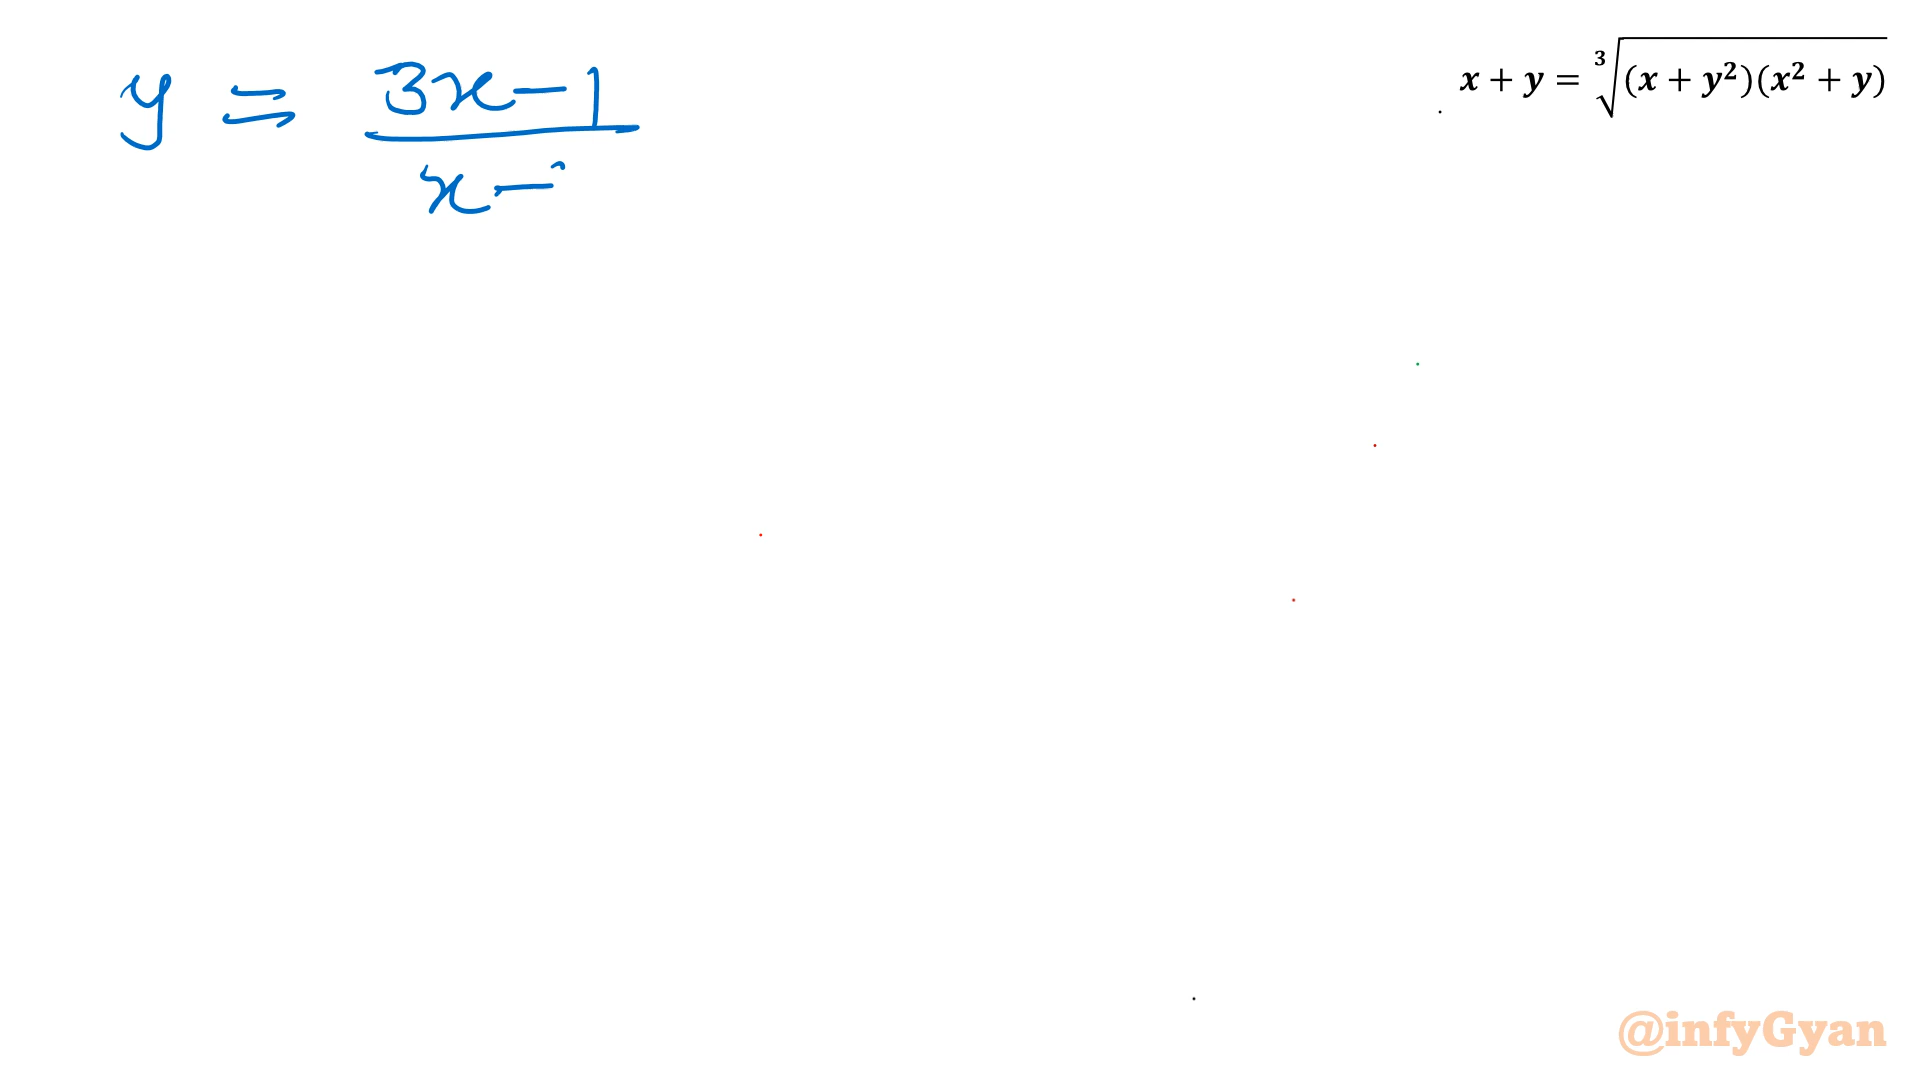 y = (3x-1)/(x-
x + y = ∛((x + y²)(x² + y))
@infyGyan